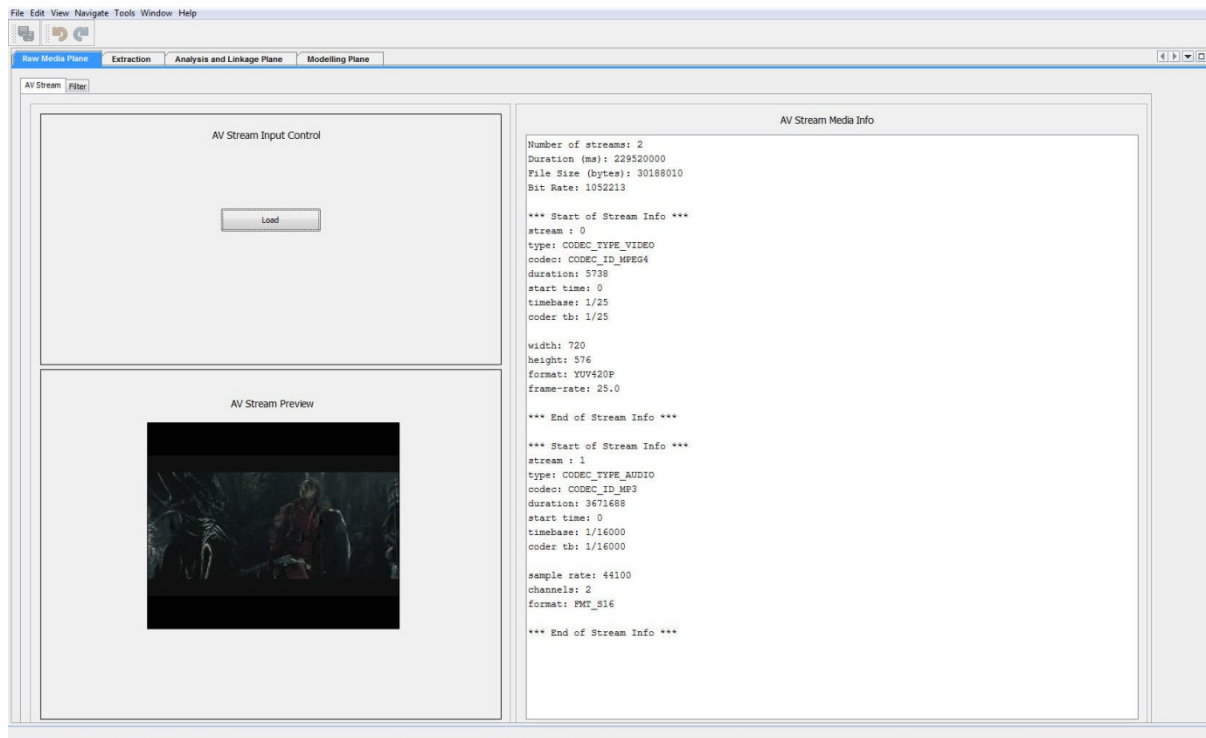 File Edit View Navigate Tools Window Help
Raw Media Plane Extraction Analysis and Linkage Plane Modelling Plane
AV Stream Filter
AV Stream Input Control
Load
AV Stream Preview
AV Stream Media Info
Number of streams: 2
Duration (ms): 229520000
File Size (bytes): 30188010
Bit Rate: 1052213
*** Start of Stream Info ***
stream : 0
type: CODEC_TYPE_VIDEO
codec: CODEC_ID_MPEG4
duration: 5738
start time: 0
timebase: 1/25
coder tb: 1/25
width: 720
height: 576
format: YUV420P
frame-rate: 25.0
*** End of Stream Info ***
*** Start of Stream Info ***
stream : 1
type: CODEC_TYPE_AUDIO
codec: CODEC_ID_MP3
duration: 3671688
start time: 0
timebase: 1/16000
coder tb: 1/16000
sample rate: 44100
channels: 2
format: FMT_S16
*** End of Stream Info ***